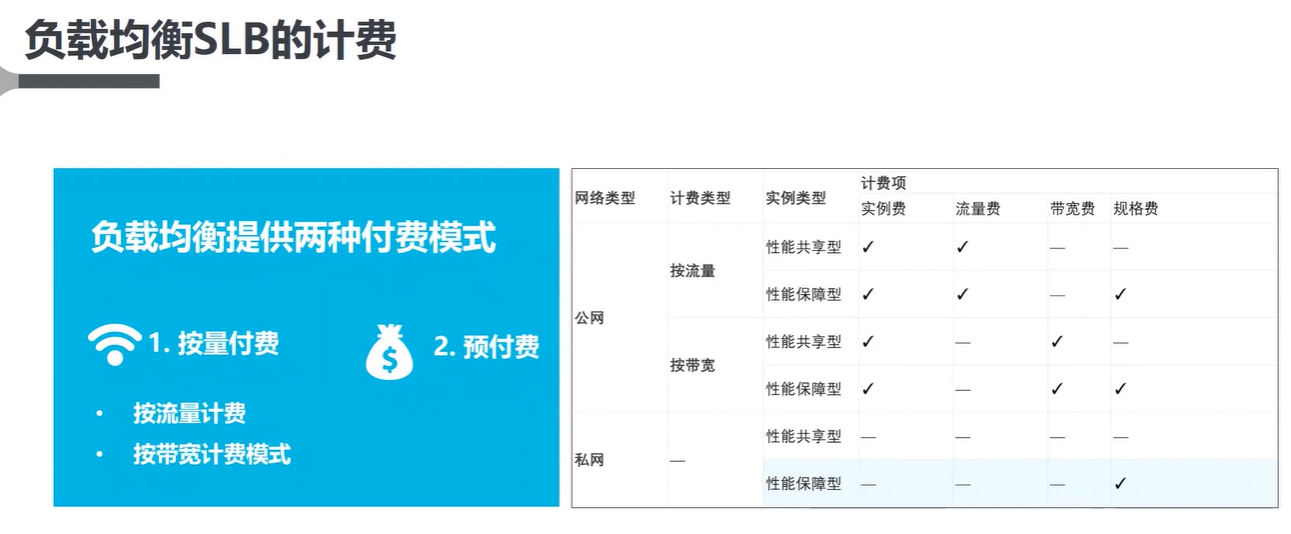 负载均衡SLB的计费
负载均衡提供两种付费模式
1. 按量付费
2. 预付费
• 按流量计费
• 按带宽计费模式
网络类型 计费类型 实例类型 计费项
实例费 流量费 带宽费 规格费
公网 按流量 性能共享型 ✓ ✓ — —
性能保障型 ✓ ✓ — ✓
按带宽 性能共享型 ✓ — ✓ —
性能保障型 ✓ — ✓ ✓
私网 — 性能共享型 — — — —
性能保障型 — — — ✓